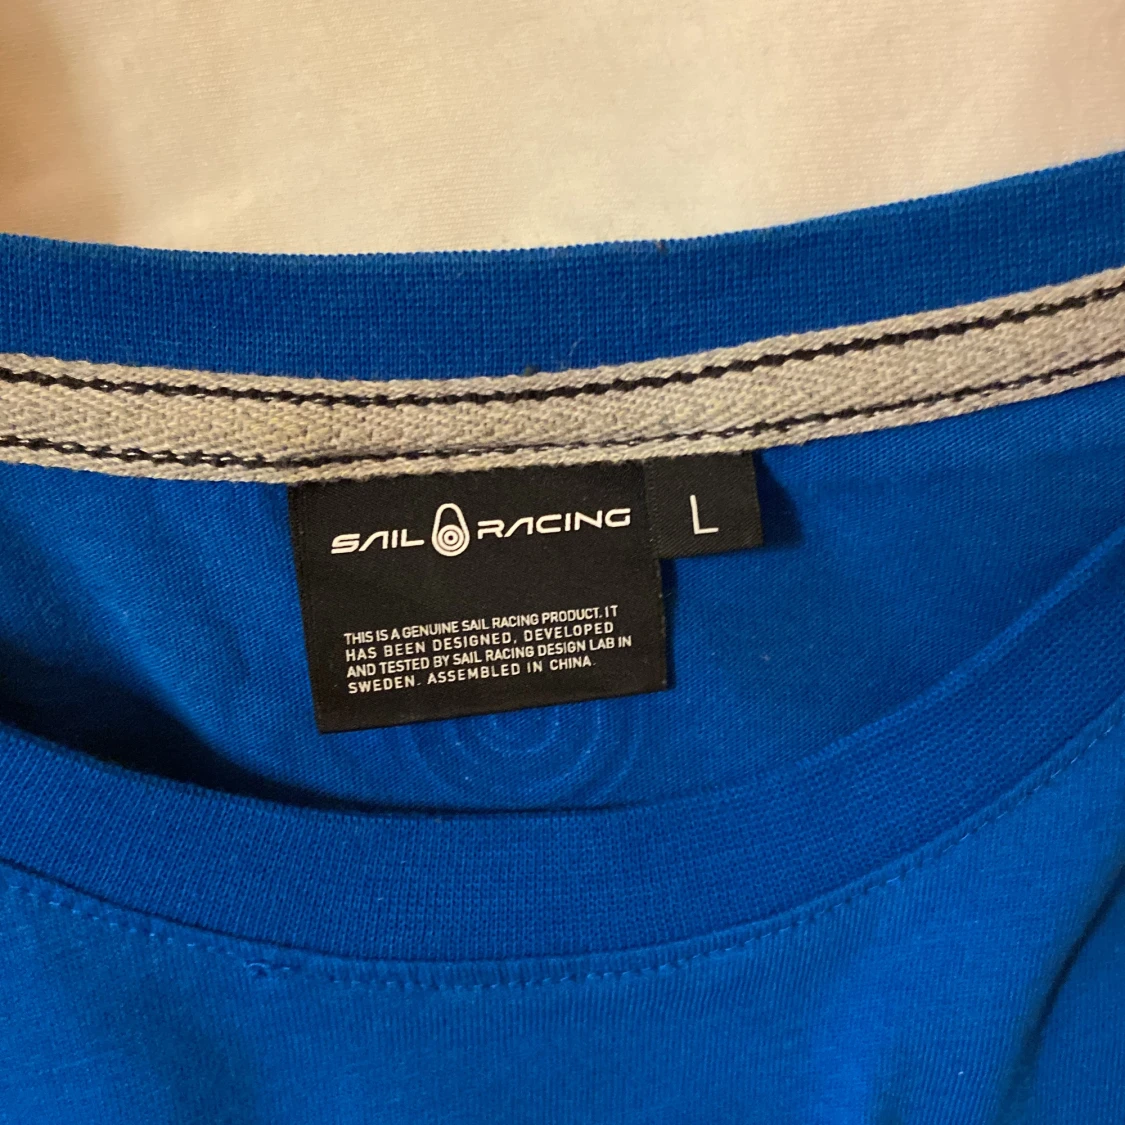 SAIL RACING
L
THIS IS A GENUINE SAIL RACING PRODUCT. IT
HAS BEEN DESIGNED, DEVELOPED
AND TESTED BY SAIL RACING DESIGN LAB IN
SWEDEN. ASSEMBLED IN CHINA.